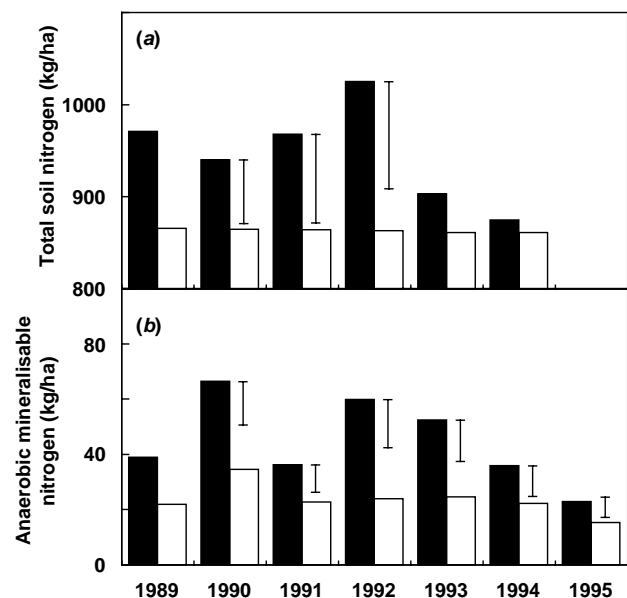 (a)
Total soil nitrogen (kg/ha)
1000
900
800
(b)
Anaerobic mineralisable
nitrogen (kg/ha)
80
40
0
1989 1990 1991 1992 1993 1994 1995